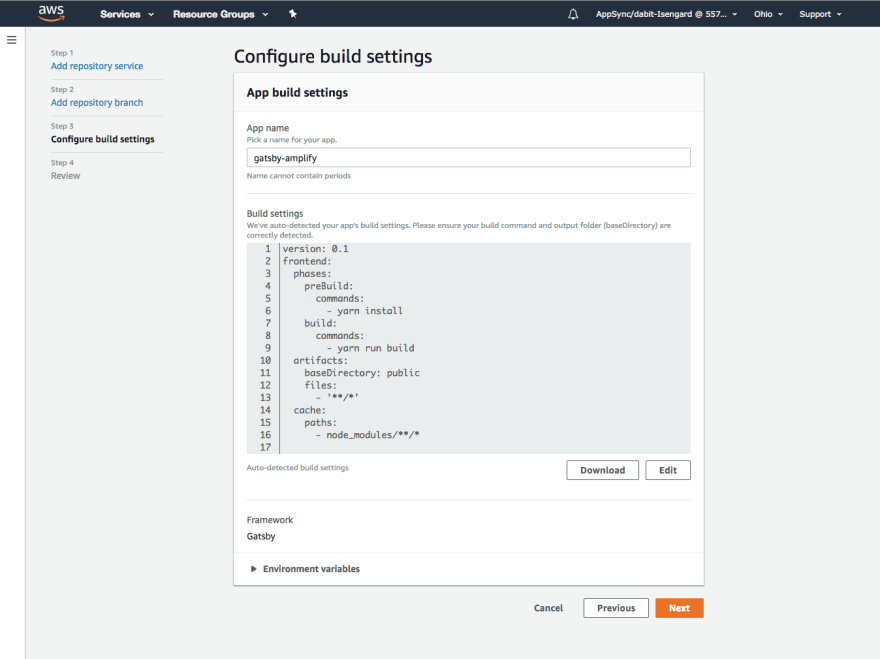 aws
Services
Resource Groups
AppSync/dabit-Isengard @ 557...
Ohio
Support
Step 1
Add repository service
Step 2
Add repository branch
Step 3
Configure build settings
Step 4
Review
Configure build settings
App build settings
App name
Pick a name for your app.
gatsby-amplify
Name cannot contain periods
Build settings
We've auto-detected your app's build settings. Please ensure your build command and output folder (baseDirectory) are
correctly detected.
1 version: 0.1
2 frontend:
3   phases:
4     preBuild:
5       commands:
6         - yarn install
7     build:
8       commands:
9         - yarn run build
10   artifacts:
11     baseDirectory: public
12     files:
13       - '**/*'
14   cache:
15     paths:
16       - node_modules/**/*
17
Auto-detected build settings
Download
Edit
Framework
Gatsby
Environment variables
Cancel
Previous
Next